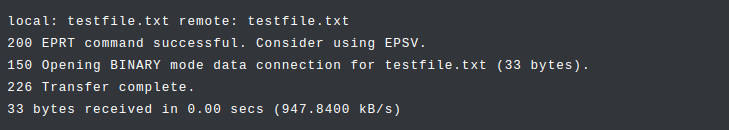 local: testfile.txt remote: testfile.txt
200 EPRT command successful. Consider using EPSV.
150 Opening BINARY mode data connection for testfile.txt (33 bytes).
226 Transfer complete.
33 bytes received in 0.00 secs (947.8400 kB/s)